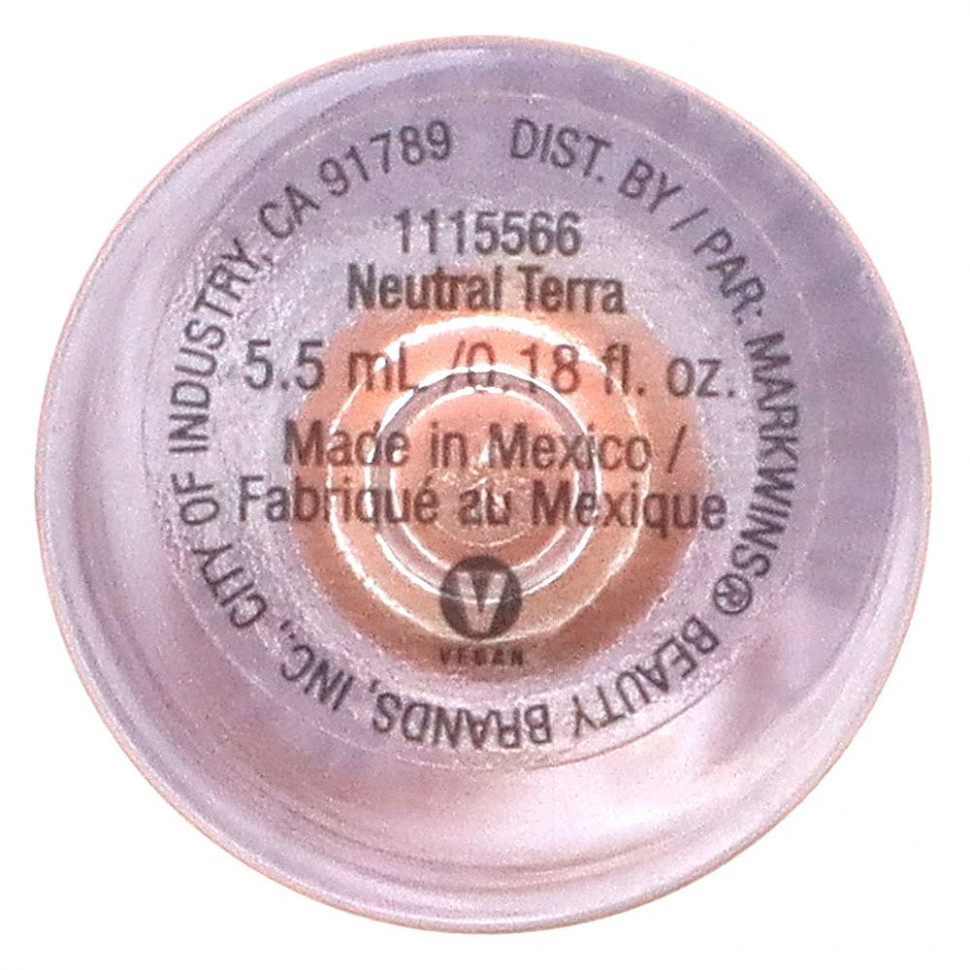 DIST. BY / PAR: MARKWINS® BEAUTY BRANDS, INC., CITY OF INDUSTRY, CA 91789
1115566
Neutral Terra
5.5 mL /0.18 fl. oz.
Made in Mexico /
Fabriqué au Mexique
V
VEGAN